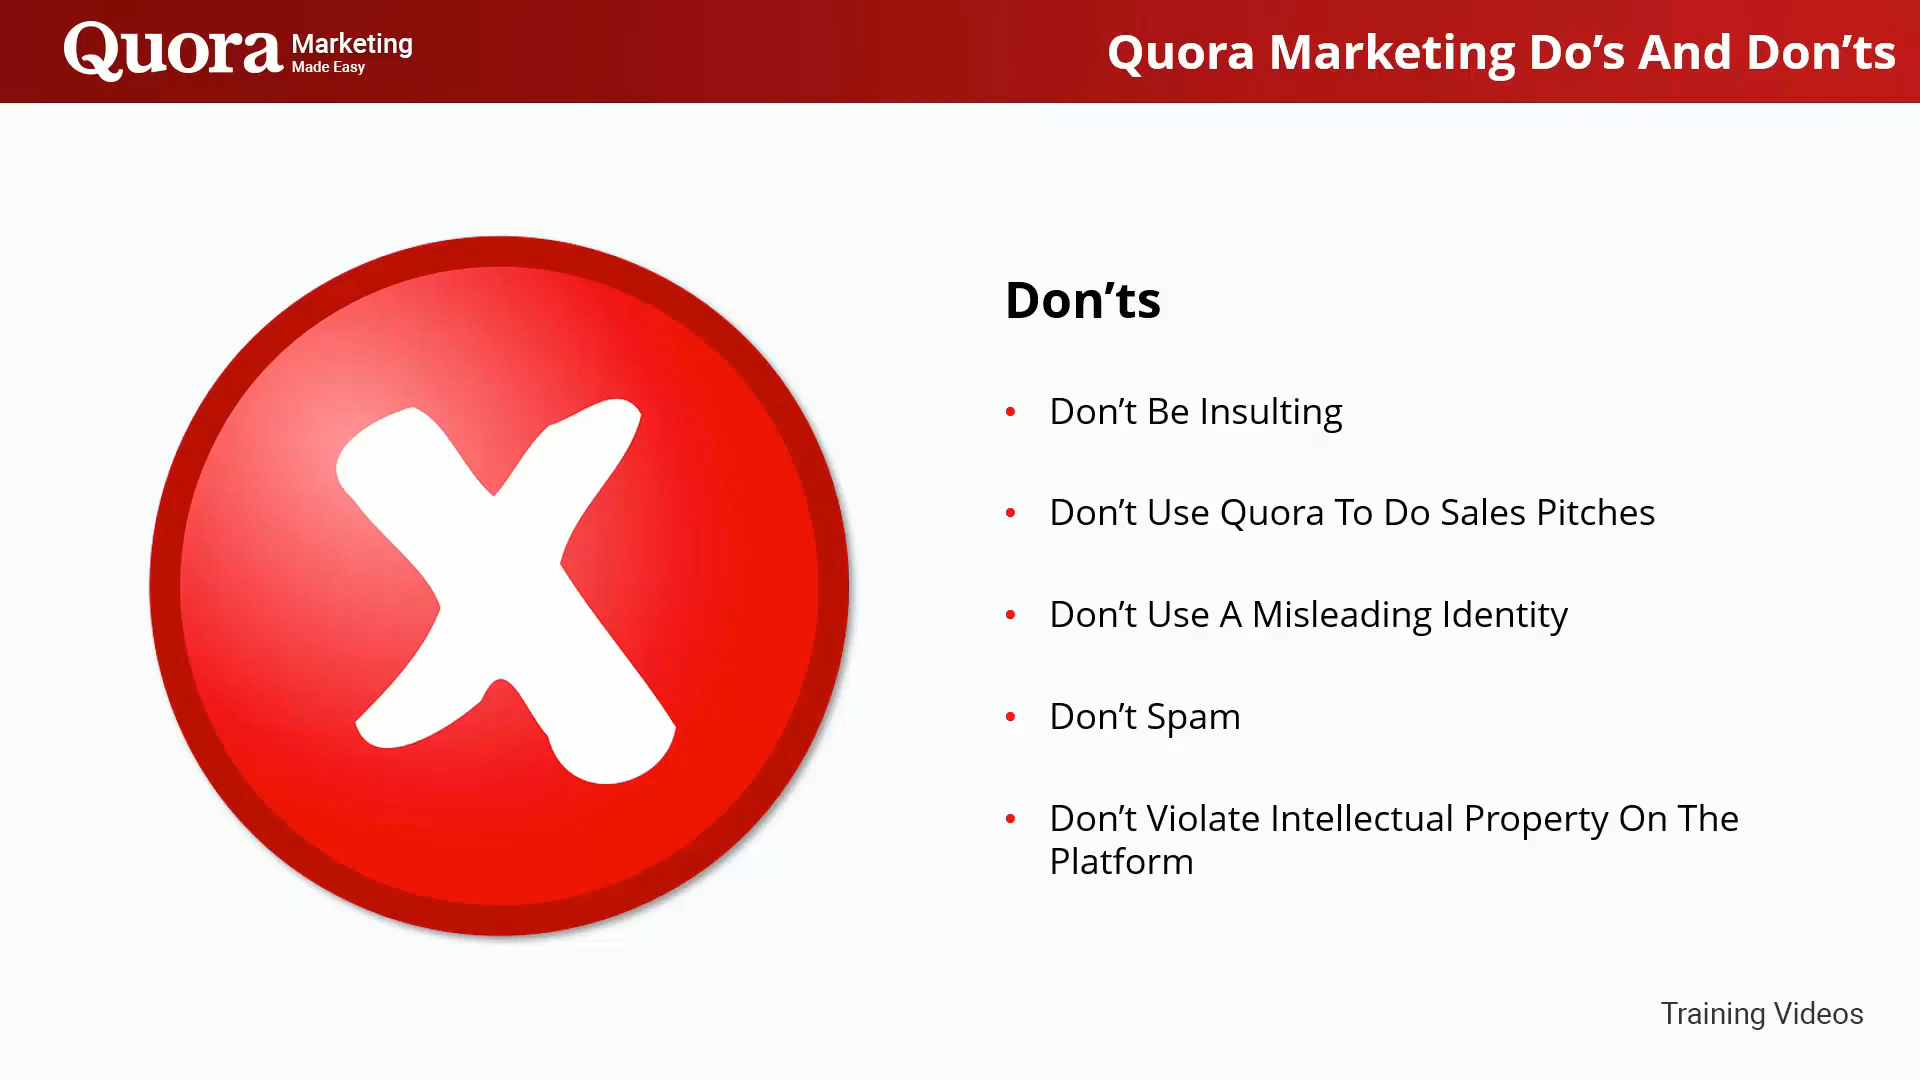 Quora Marketing
Made Easy
Quora Marketing Do’s And Don’ts
Don’ts
• Don’t Be Insulting
• Don’t Use Quora To Do Sales Pitches
• Don’t Use A Misleading Identity
• Don’t Spam
• Don’t Violate Intellectual Property On The
Platform
Training Videos